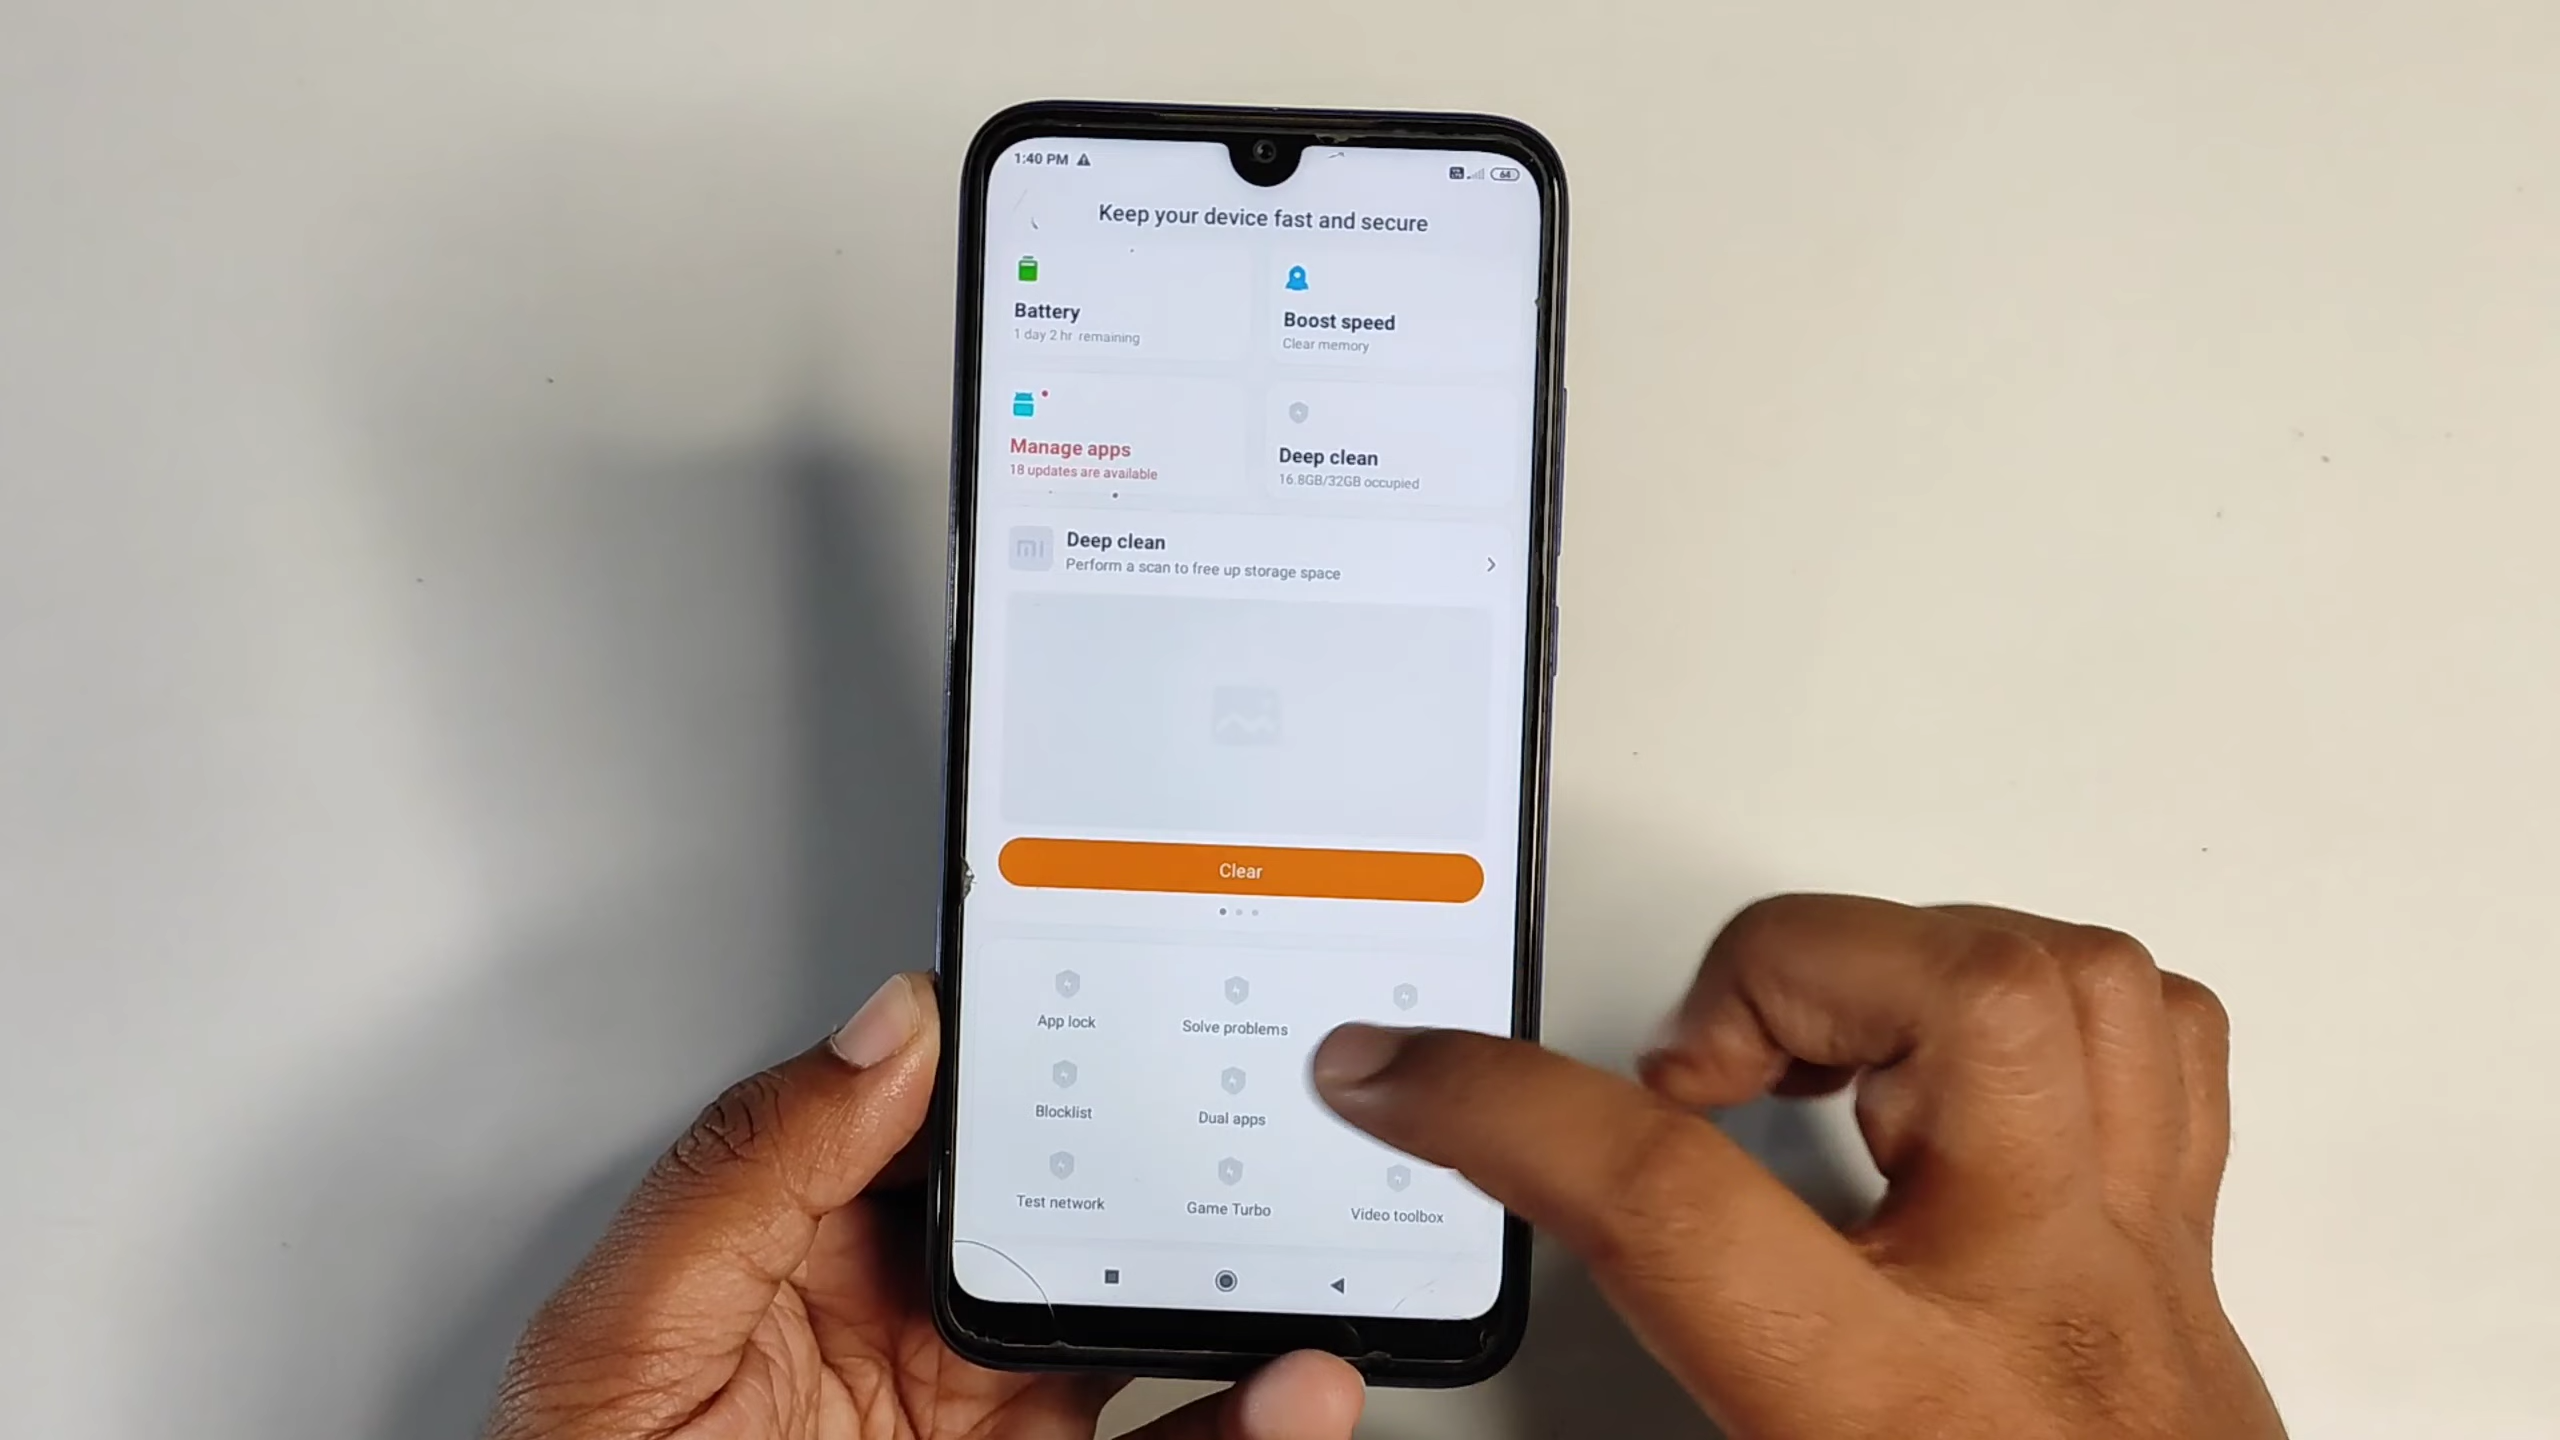 1:40 PM
64
Keep your device fast and secure
Battery
1 day 2 hr remaining
Boost speed
Clear memory
Manage apps
18 updates are available
Deep clean
16.8GB/32GB occupied
mi
Deep clean
Perform a scan to free up storage space
Clear
App lock
Solve problems
Blocklist
Dual apps
Test network
Game Turbo
Video toolbox